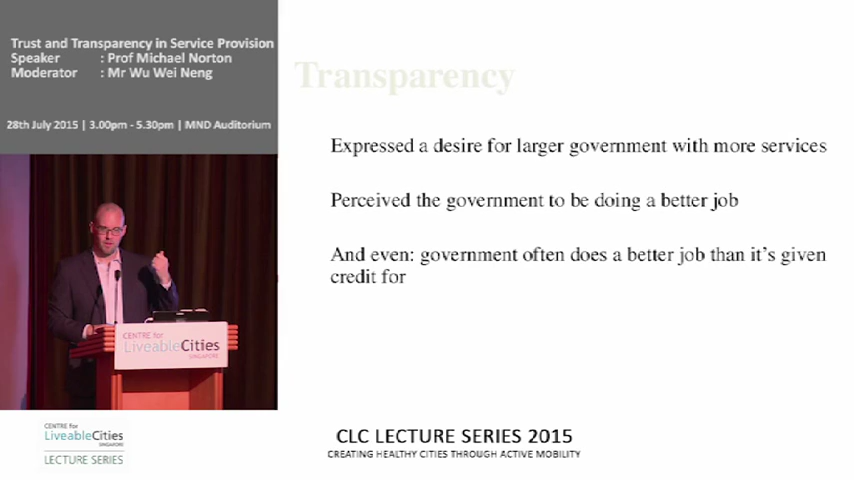 Trust and Transparency in Service Provision
Speaker : Prof Michael Norton
Moderator : Mr Wu Wei Neng
28th July 2015 | 3.00pm - 5.30pm | MND Auditorium
Transparency
Expressed a desire for larger government with more services
Perceived the government to be doing a better job
And even: government often does a better job than it's given
credit for
CENTRE for
LiveableCities
SINGAPORE
CENTRE for
LiveableCities
SINGAPORE
LECTURE SERIES
CLC LECTURE SERIES 2015
CREATING HEALTHY CITIES THROUGH ACTIVE MOBILITY